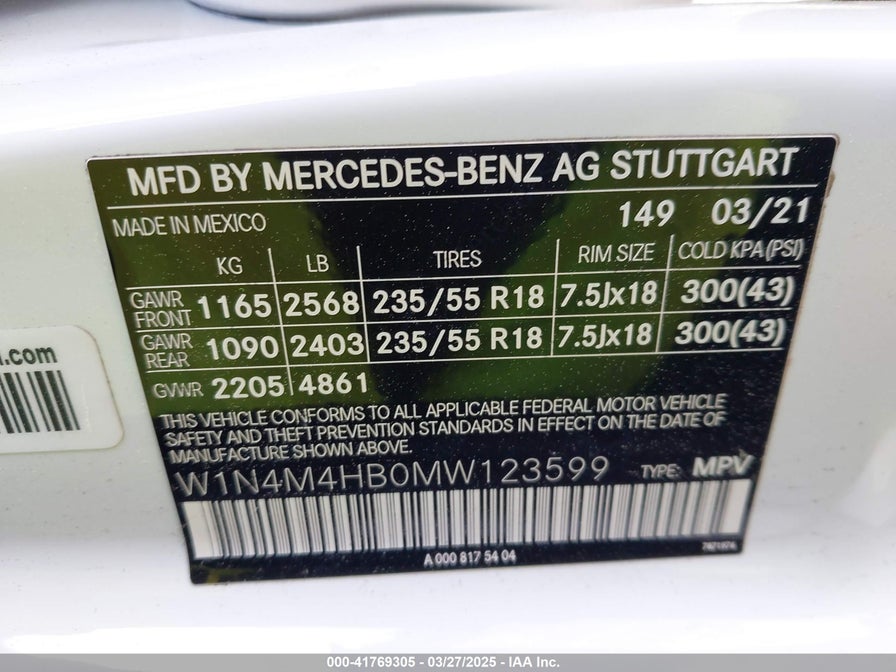 MFD BY MERCEDES-BENZ AG STUTTGART
MADE IN MEXICO 149 03/21
KG LB TIRES RIM SIZE COLD KPA (PSI)
GAWR FRONT 1165 2568 235/55 R18 7.5Jx18 300(43)
GAWR REAR 1090 2403 235/55 R18 7.5Jx18 300(43)
GVWR 2205 4861
THIS VEHICLE CONFORMS TO ALL APPLICABLE FEDERAL MOTOR VEHICLE
SAFETY AND THEFT PREVENTION STANDARDS IN EFFECT ON THE DATE OF
MANUFACTURE SHOWN ABOVE.
W1N4M4HB0MW123599 TYPE: MPV
A 000 817 54 04
.com
000-41769305 - 03/27/2025 - IAA Inc.